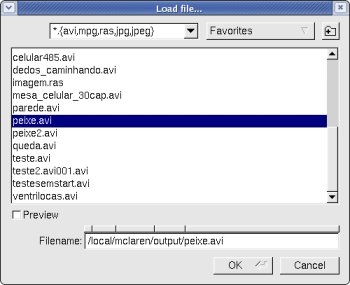 Load file...
*.{avi,mpg,ras,jpg,jpeg} Favorites
celular485.avi
dedos_caminhando.avi
imagem.ras
mesa_celular_30cap.avi
parede.avi
peixe.avi
peixe2.avi
queda.avi
teste.avi
teste2.avi001.avi
testesemstart.avi
ventrilocas.avi
Preview
Filename: /local/mclaren/output/peixe.avi
OK Cancel